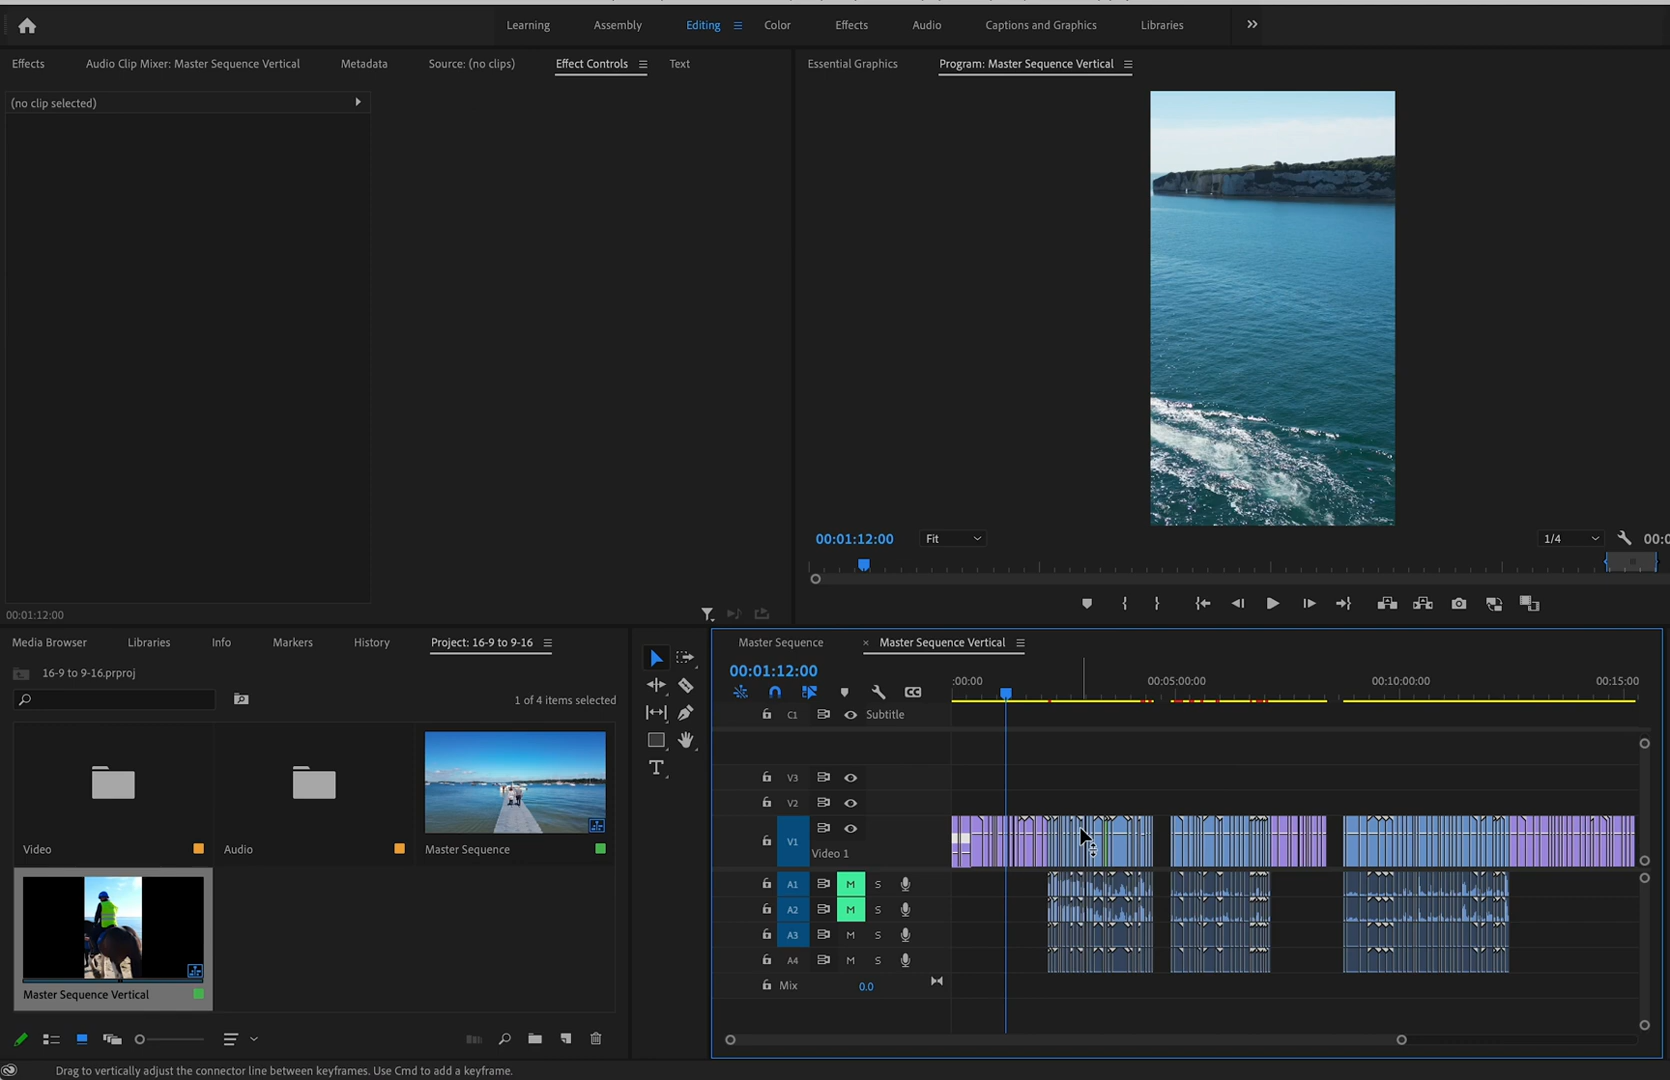 Learning Assembly Editing Color Effects Audio Captions and Graphics Libraries
Effects Audio Clip Mixer: Master Sequence Vertical Metadata Source: (no clips) Effect Controls Text
(no clip selected)
00:01:12:00
Essential Graphics Program: Master Sequence Vertical
00:01:12:00 Fit 1/4
Media Browser Libraries Info Markers History Project: 16-9 to 9-16
16-9 to 9-16.prproj
1 of 4 items selected
Video Audio Master Sequence
Master Sequence Vertical
Master Sequence × Master Sequence Vertical
00:01:12:00
:00:00 00:05:00:00 00:10:00:00 00:15:00
C1 Subtitle
V3
V2
V1 Video 1
A1 M S
A2 M S
A3 M S
A4 M S
Mix 0.0
Drag to vertically adjust the connector line between keyframes. Use Cmd to add a keyframe.